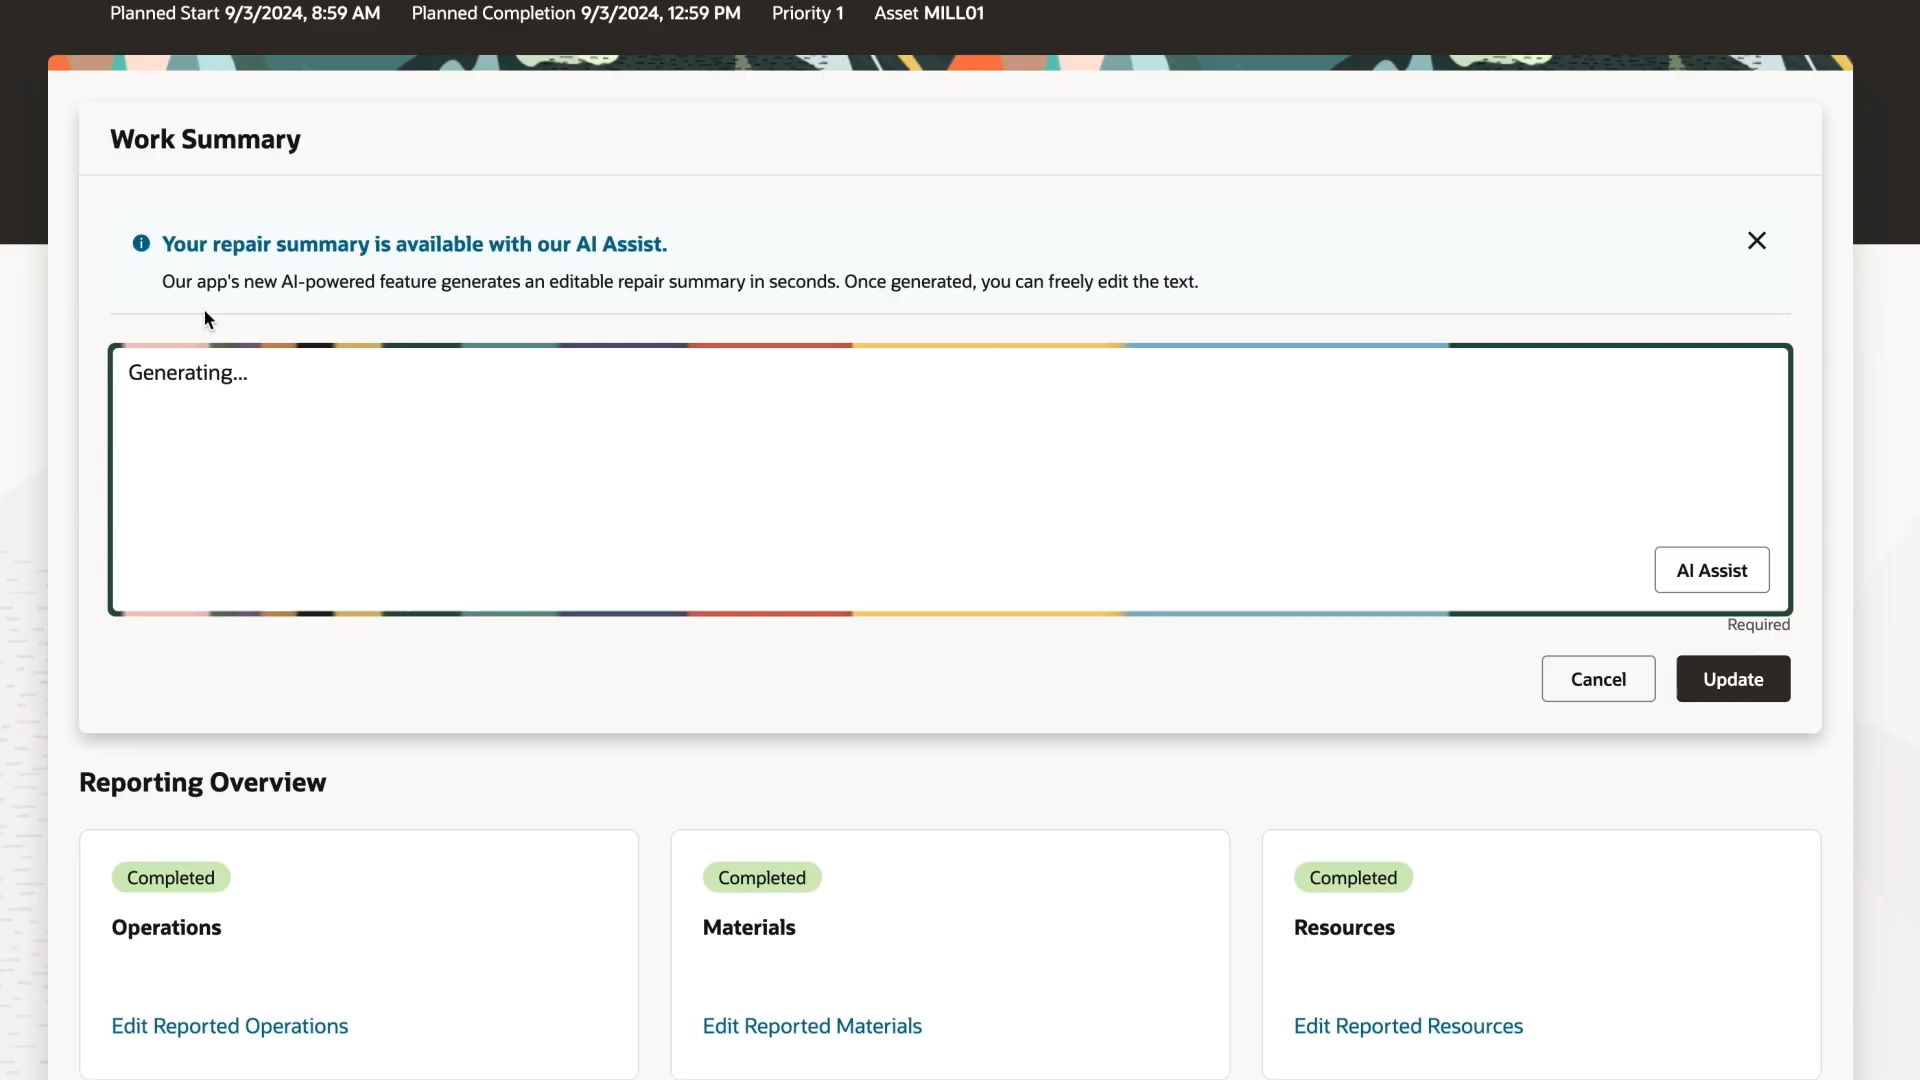 Planned Start 9/3/2024, 8:59 AM Planned Completion 9/3/2024, 12:59 PM Priority 1 Asset MILL01
Work Summary
Your repair summary is available with our AI Assist.
Our app's new AI-powered feature generates an editable repair summary in seconds. Once generated, you can freely edit the text.
Generating...
AI Assist
Required
Cancel Update
Reporting Overview
Completed Completed Completed
Operations Materials Resources
Edit Reported Operations Edit Reported Materials Edit Reported Resources